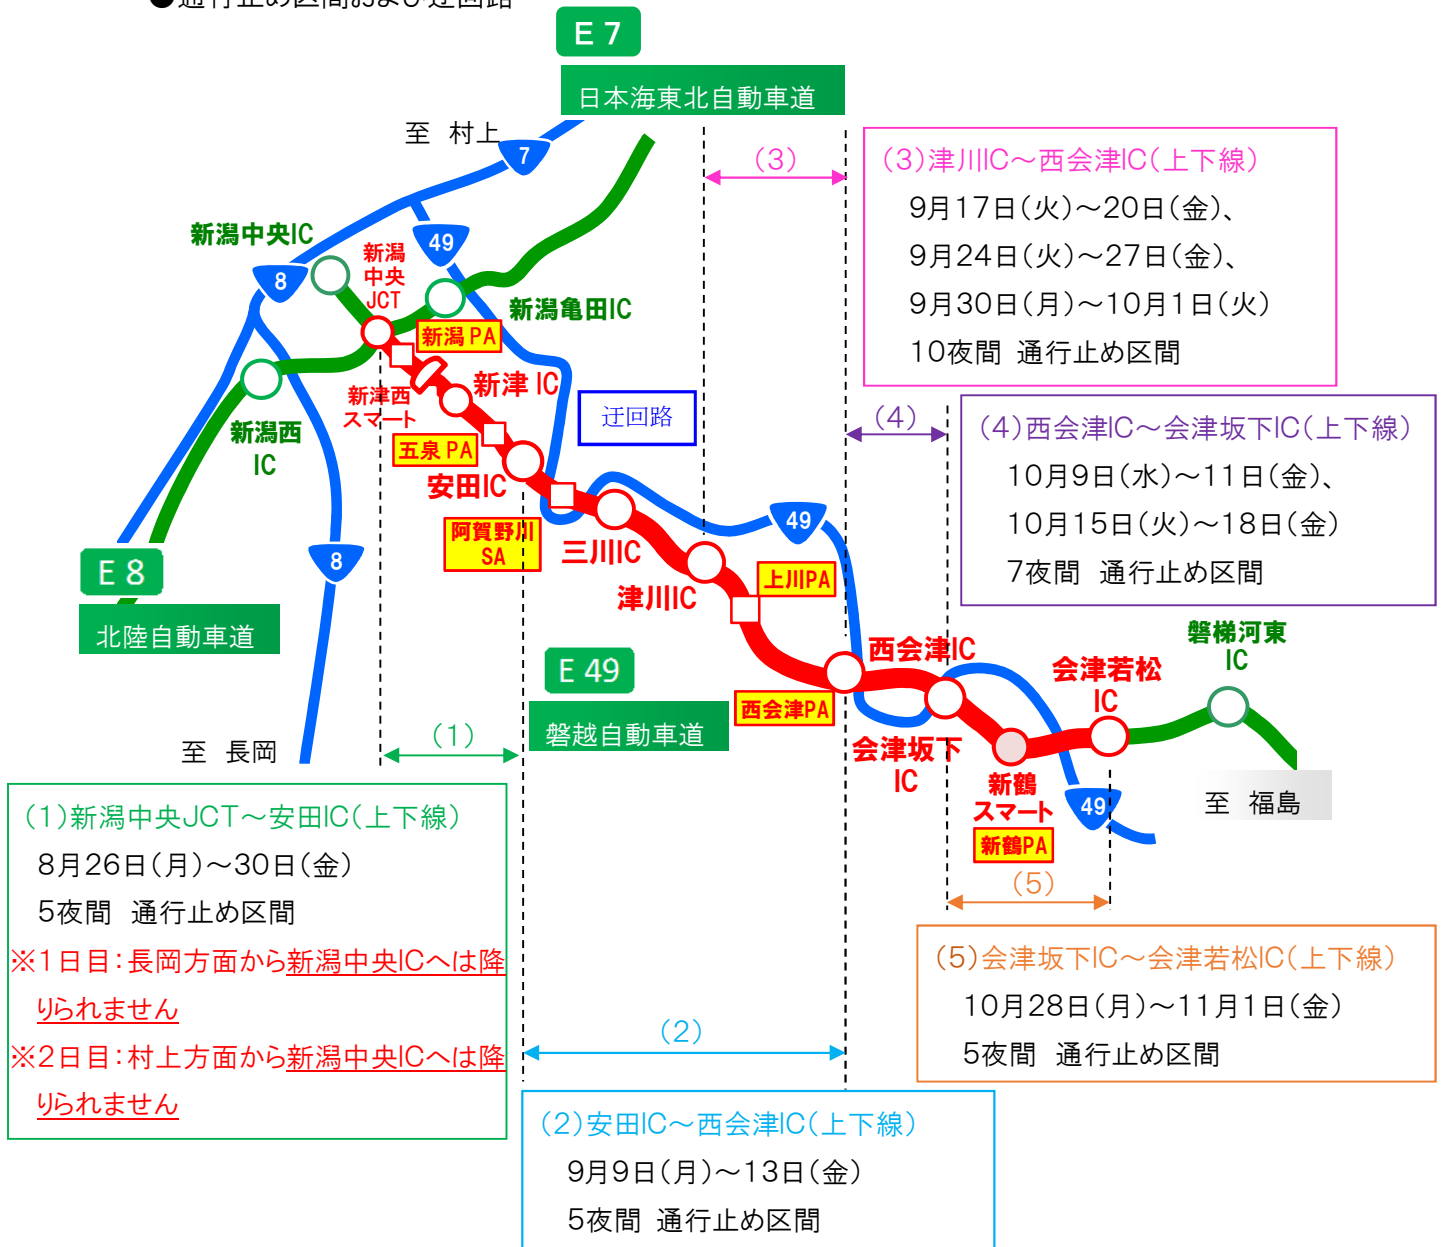 ●通行止め区間および迂回路
E 7
日本海東北自動車道
至 村上
7
(3)
(3)津川IC～西会津IC(上下線)
9月17日(火)～20日(金)、
9月24日(火)～27日(金)、
9月30日(月)～10月1日(火)
10夜間 通行止め区間
新潟中央IC
新潟
中央
JCT
49
8
新潟亀田IC
新潟 PA
新津 IC
新津西
スマート
迂回路
(4)
(4)西会津IC～会津坂下IC(上下線)
10月9日(水)～11日(金)、
10月15日(火)～18日(金)
7夜間 通行止め区間
新潟西
IC
五泉 PA
安田IC
阿賀野川
SA
三川IC
49
津川IC
上川PA
E 8
北陸自動車道
8
西会津IC
会津若松
IC
磐梯河東
IC
E 49
磐越自動車道
西会津PA
会津坂下
IC
新鶴
スマート
新鶴PA
49
至 福島
至 長岡
(1)
(1)新潟中央JCT～安田IC(上下線)
8月26日(月)～30日(金)
5夜間 通行止め区間
※1日目:長岡方面から新潟中央ICへは降
りられません
※2日目:村上方面から新潟中央ICへは降
りられません
(5)
(5)会津坂下IC～会津若松IC(上下線)
10月28日(月)～11月1日(金)
5夜間 通行止め区間
(2)
(2)安田IC～西会津IC(上下線)
9月9日(月)～13日(金)
5夜間 通行止め区間